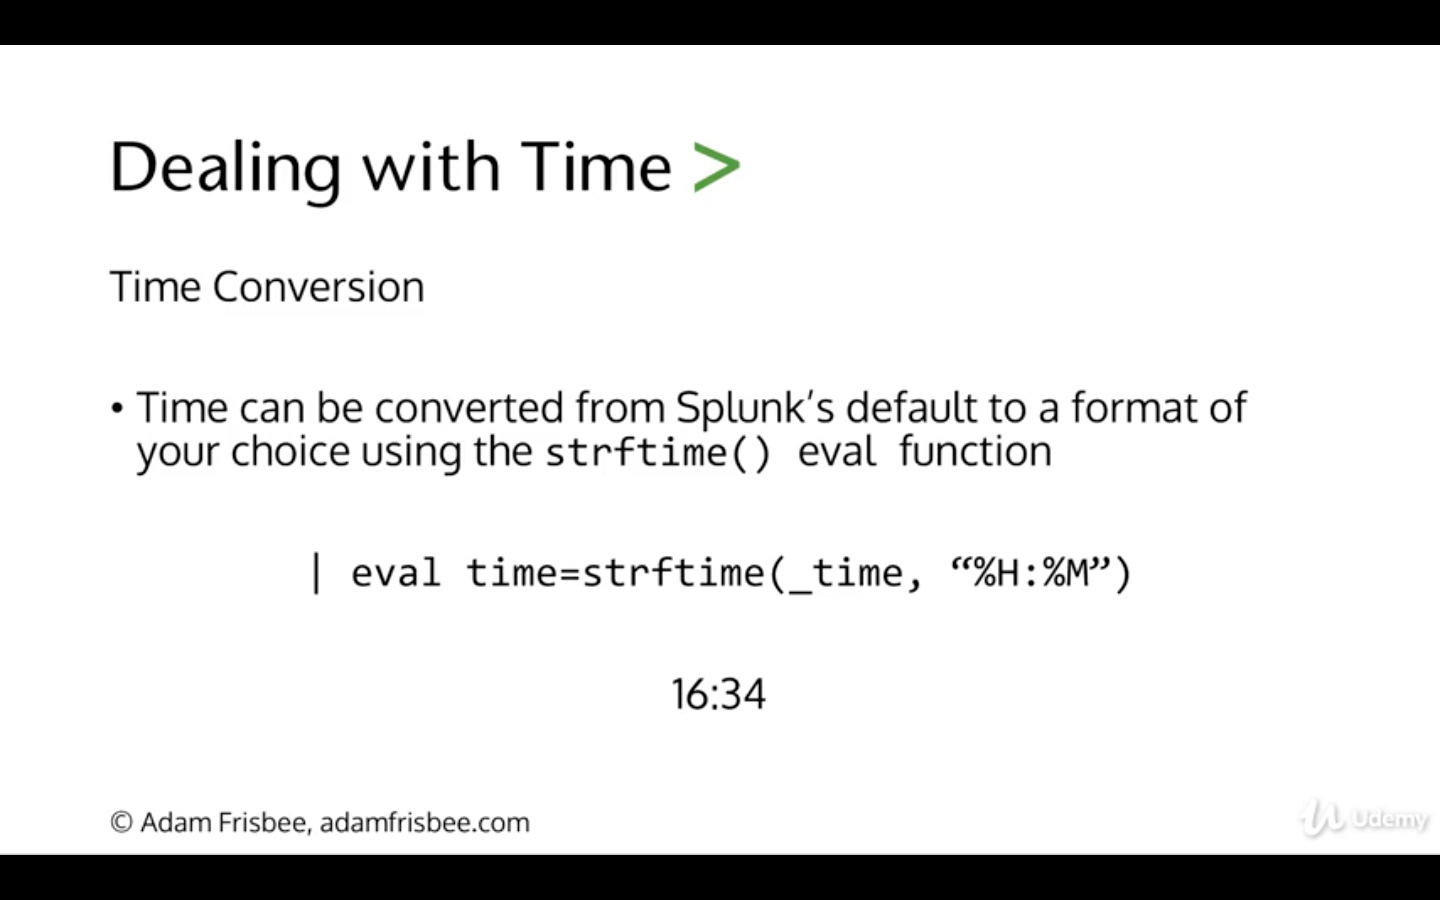 Dealing with Time >
Time Conversion
• Time can be converted from Splunk’s default to a format of
your choice using the strftime() eval function
| eval time=strftime(_time, “%H:%M”)
16:34
© Adam Frisbee, adamfrisbee.com
Udemy